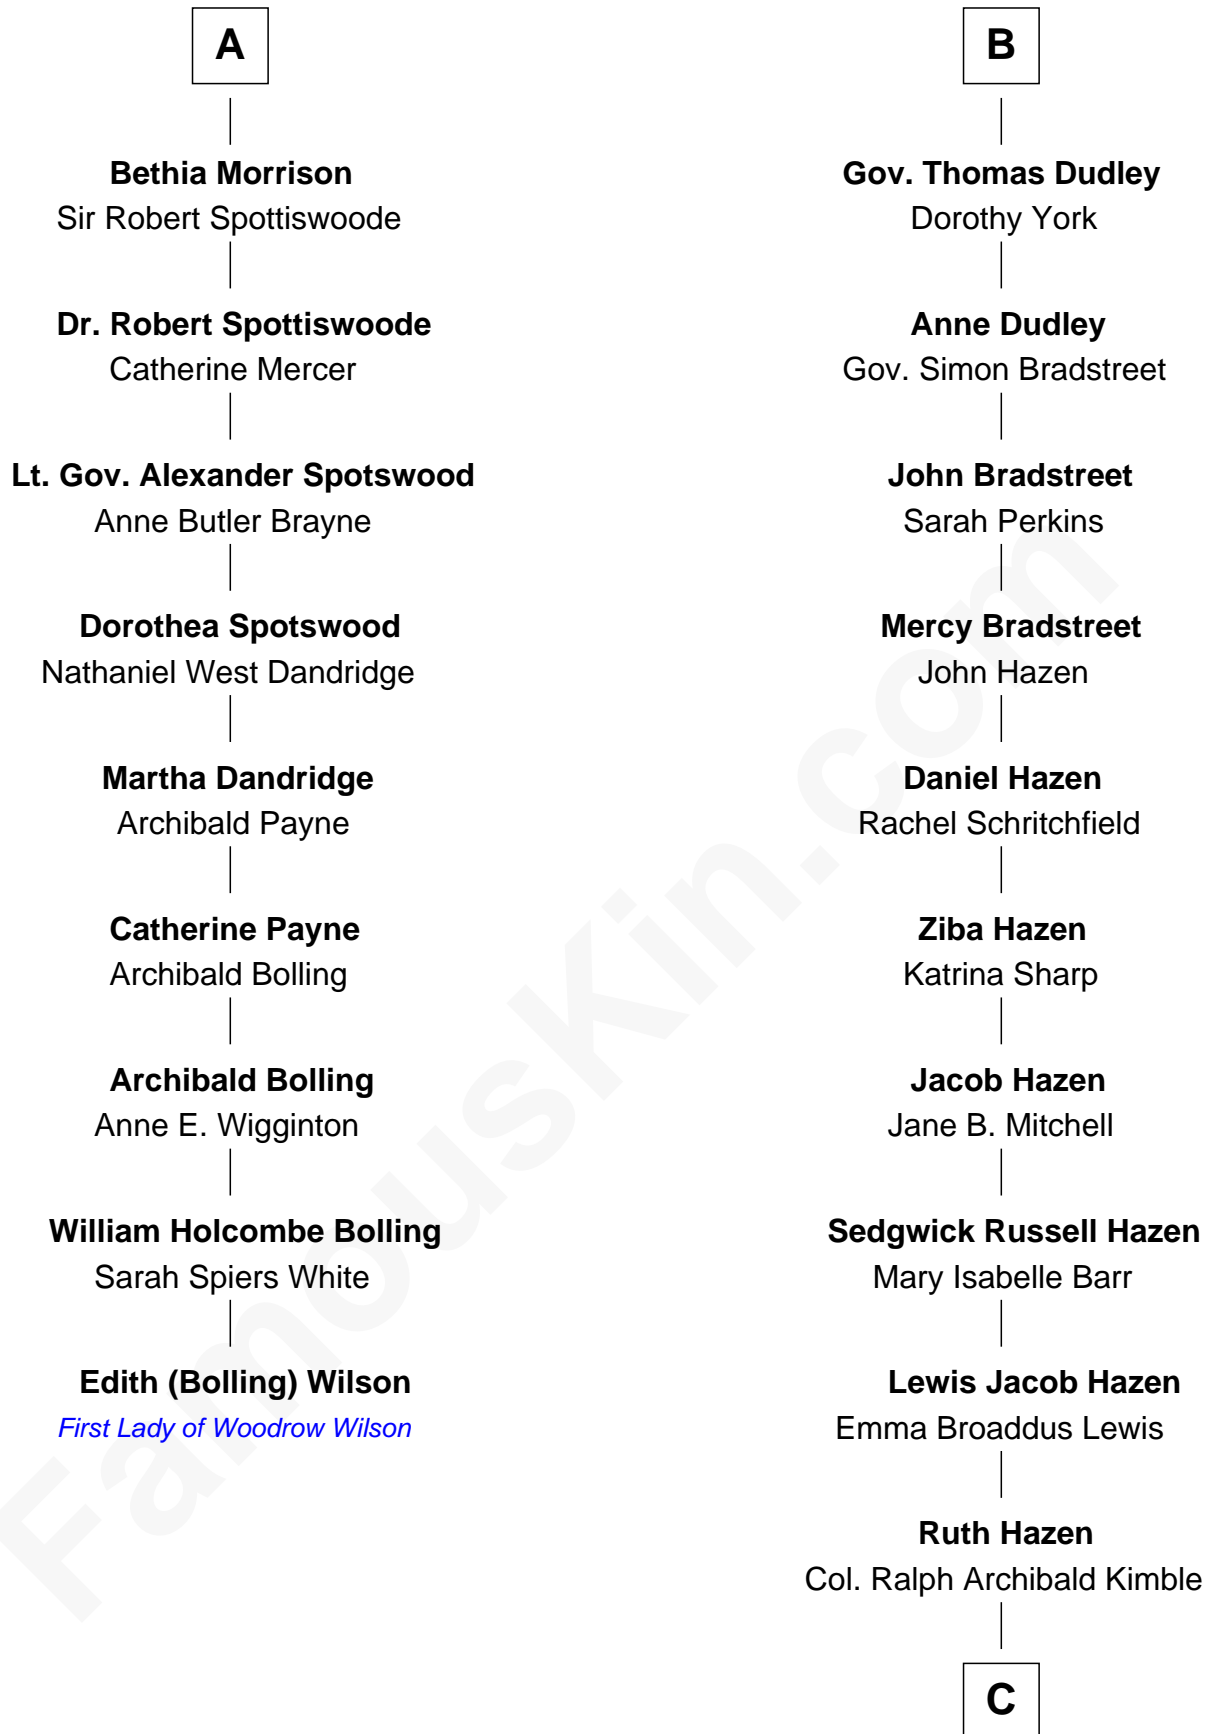 A
Bethia Morrison
Sir Robert Spottiswoode
Dr. Robert Spottiswoode
Catherine Mercer
Lt. Gov. Alexander Spotswood
Anne Butler Brayne
Dorothea Spotswood
Nathaniel West Dandridge
Martha Dandridge
Archibald Payne
Catherine Payne
Archibald Bolling
Archibald Bolling
Anne E. Wigginton
William Holcombe Bolling
Sarah Spiers White
Edith (Bolling) Wilson
First Lady of Woodrow Wilson
B
Gov. Thomas Dudley
Dorothy York
Anne Dudley
Gov. Simon Bradstreet
John Bradstreet
Sarah Perkins
Mercy Bradstreet
John Hazen
Daniel Hazen
Rachel Schritchfield
Ziba Hazen
Katrina Sharp
Jacob Hazen
Jane B. Mitchell
Sedgwick Russell Hazen
Mary Isabelle Barr
Lewis Jacob Hazen
Emma Broaddus Lewis
Ruth Hazen
Col. Ralph Archibald Kimble
C
FamousKin.com